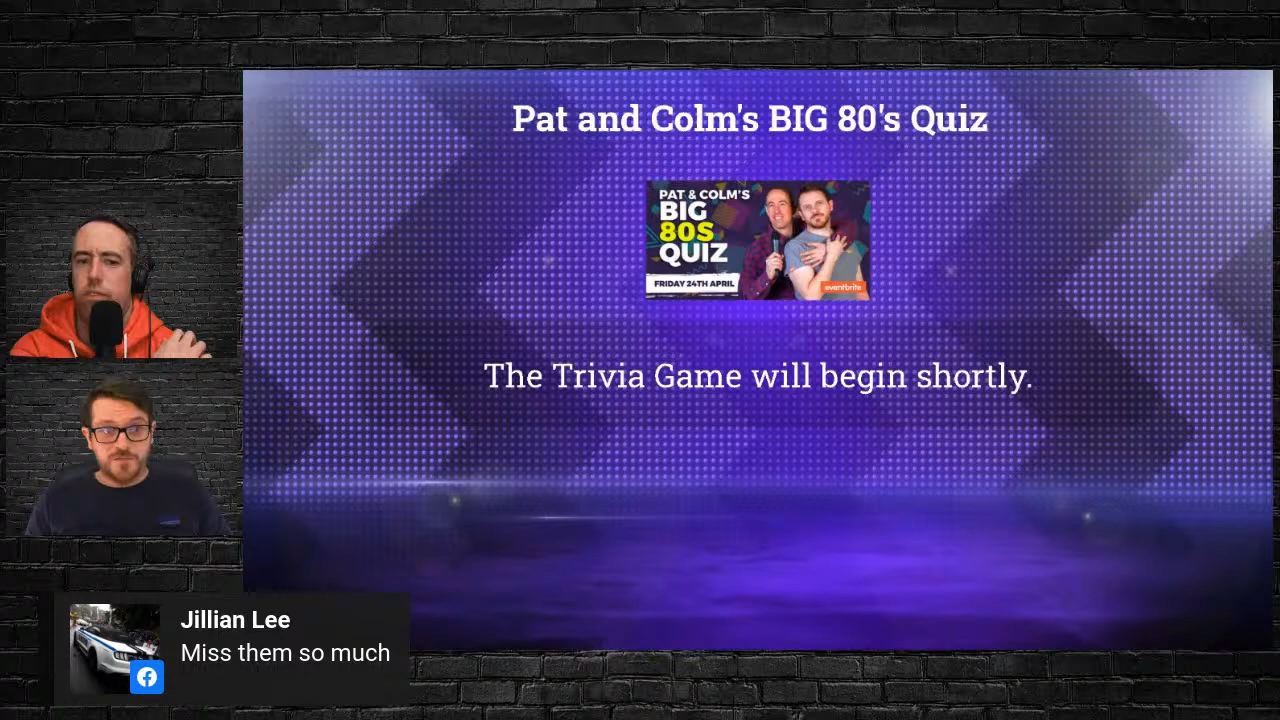 Pat and Colm's BIG 80's Quiz
PAT & COLM'S
BIG
80S
QUIZ
FRIDAY 24TH APRIL
eventbrite
The Trivia Game will begin shortly.
Jillian Lee
Miss them so much